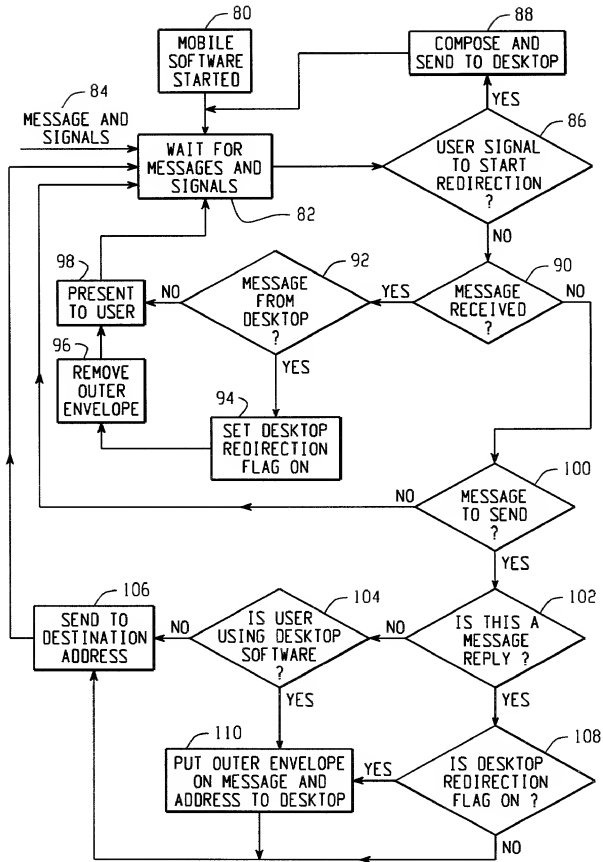 80
MOBILE
SOFTWARE
STARTED
88
COMPOSE AND
SEND TO DESKTOP
YES
84
MESSAGE AND
SIGNALS
WAIT FOR
MESSAGES AND
SIGNALS
82
86
USER SIGNAL
TO START
REDIRECTION
?
NO
98
PRESENT
TO USER
NO
92
MESSAGE
FROM
DESKTOP
?
YES
YES
90
MESSAGE
RECEIVED
?
NO
96
REMOVE
OUTER
ENVELOPE
94
SET DESKTOP
REDIRECTION
FLAG ON
100
MESSAGE
TO SEND
?
NO
YES
106
SEND TO
DESTINATION
ADDRESS
NO
104
IS USER
USING DESKTOP
SOFTWARE
?
YES
NO
102
IS THIS A
MESSAGE
REPLY ?
YES
110
PUT OUTER ENVELOPE
ON MESSAGE AND
ADDRESS TO DESKTOP
YES
108
IS DESKTOP
REDIRECTION
FLAG ON ?
NO